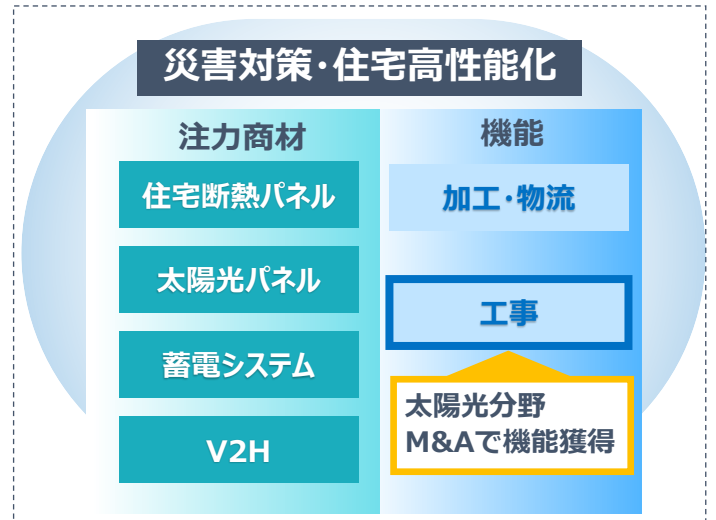 災害対策･住宅高性能化
注力商材
住宅断熱パネル
太陽光パネル
蓄電システム
V2H
機能
加工･物流
工事
太陽光分野
M&Aで機能獲得